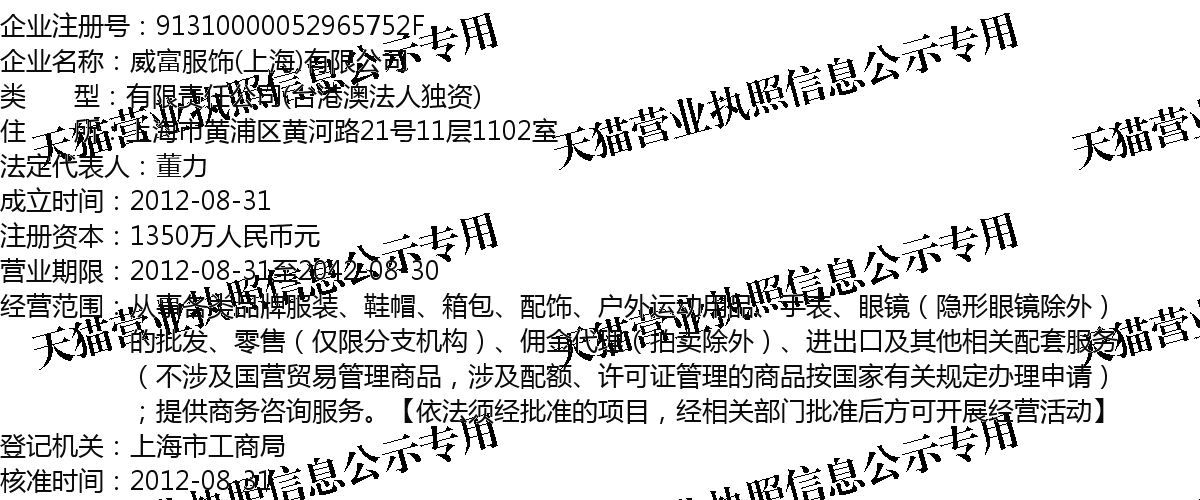 企业注册号：91310000052965752F
企业名称：威富服饰(上海)有限公司
类 型：有限责任公司(台港澳法人独资)
住 所：上海市黄浦区黄河路21号11层1102室
法定代表人：董力
成立时间：2012-08-31
注册资本：1350万人民币元
营业期限：2012-08-31至2042-08-30
经营范围：从事各类品牌服装、鞋帽、箱包、配饰、户外运动用品、手表、眼镜（隐形眼镜除外）
的批发、零售（仅限分支机构）、佣金代理（拍卖除外）、进出口及其他相关配套服务
（不涉及国营贸易管理商品，涉及配额、许可证管理的商品按国家有关规定办理申请）
；提供商务咨询服务。【依法须经批准的项目，经相关部门批准后方可开展经营活动】
登记机关：上海市工商局
核准时间：2012-08-31
天猫营业执照信息公示专用
天猫营业执照信息公示专用
天猫营业
天猫营业执照信息公示专用
天猫营业执照信息公示专用
天猫营业
天猫营业执照信息公示专用
天猫营业执照信息公示专用